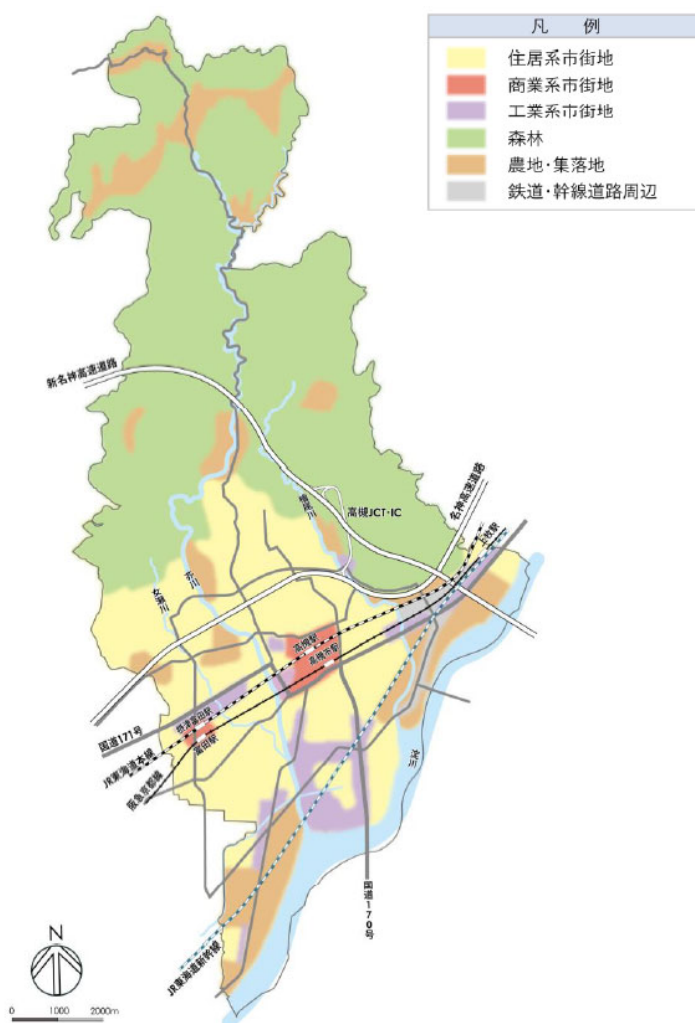 凡 例
住居系市街地
商業系市街地
工業系市街地
森林
農地・集落地
鉄道・幹線道路周辺
新名神高速道路
名神高速道路
高槻JCT・IC
上牧駅
檜尾川
芥川
女瀬川
高槻駅
高槻市駅
摂津富田駅
富田駅
国道171号
JR東海道本線
阪急京都線
淀川
国道170号
JR東海道新幹線
N
0 1000 2000m